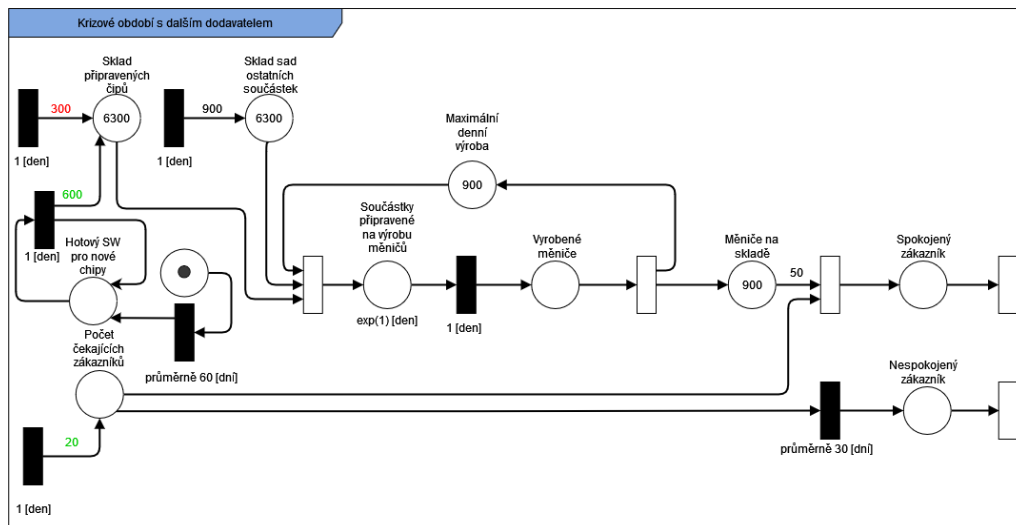 Krizové období s dalším dodavatelem
Sklad
připravených
čipů
Sklad sad
ostatních
součástek
300
6300
900
6300
1 [den]
1 [den]
Maximální
denní
výroba
900
600
1 [den]
Hotový SW
pro nové
chipy
průměrně 60 [dní]
Součástky
připravené
na výrobu
měničů
exp(1) [den]
1 [den]
Vyrobené
měniče
Měniče na
skladě
900
50
Spokojený
zákazník
Počet
čekajících
zákazníků
20
1 [den]
průměrně 30 [dní]
Nespokojený
zákazník